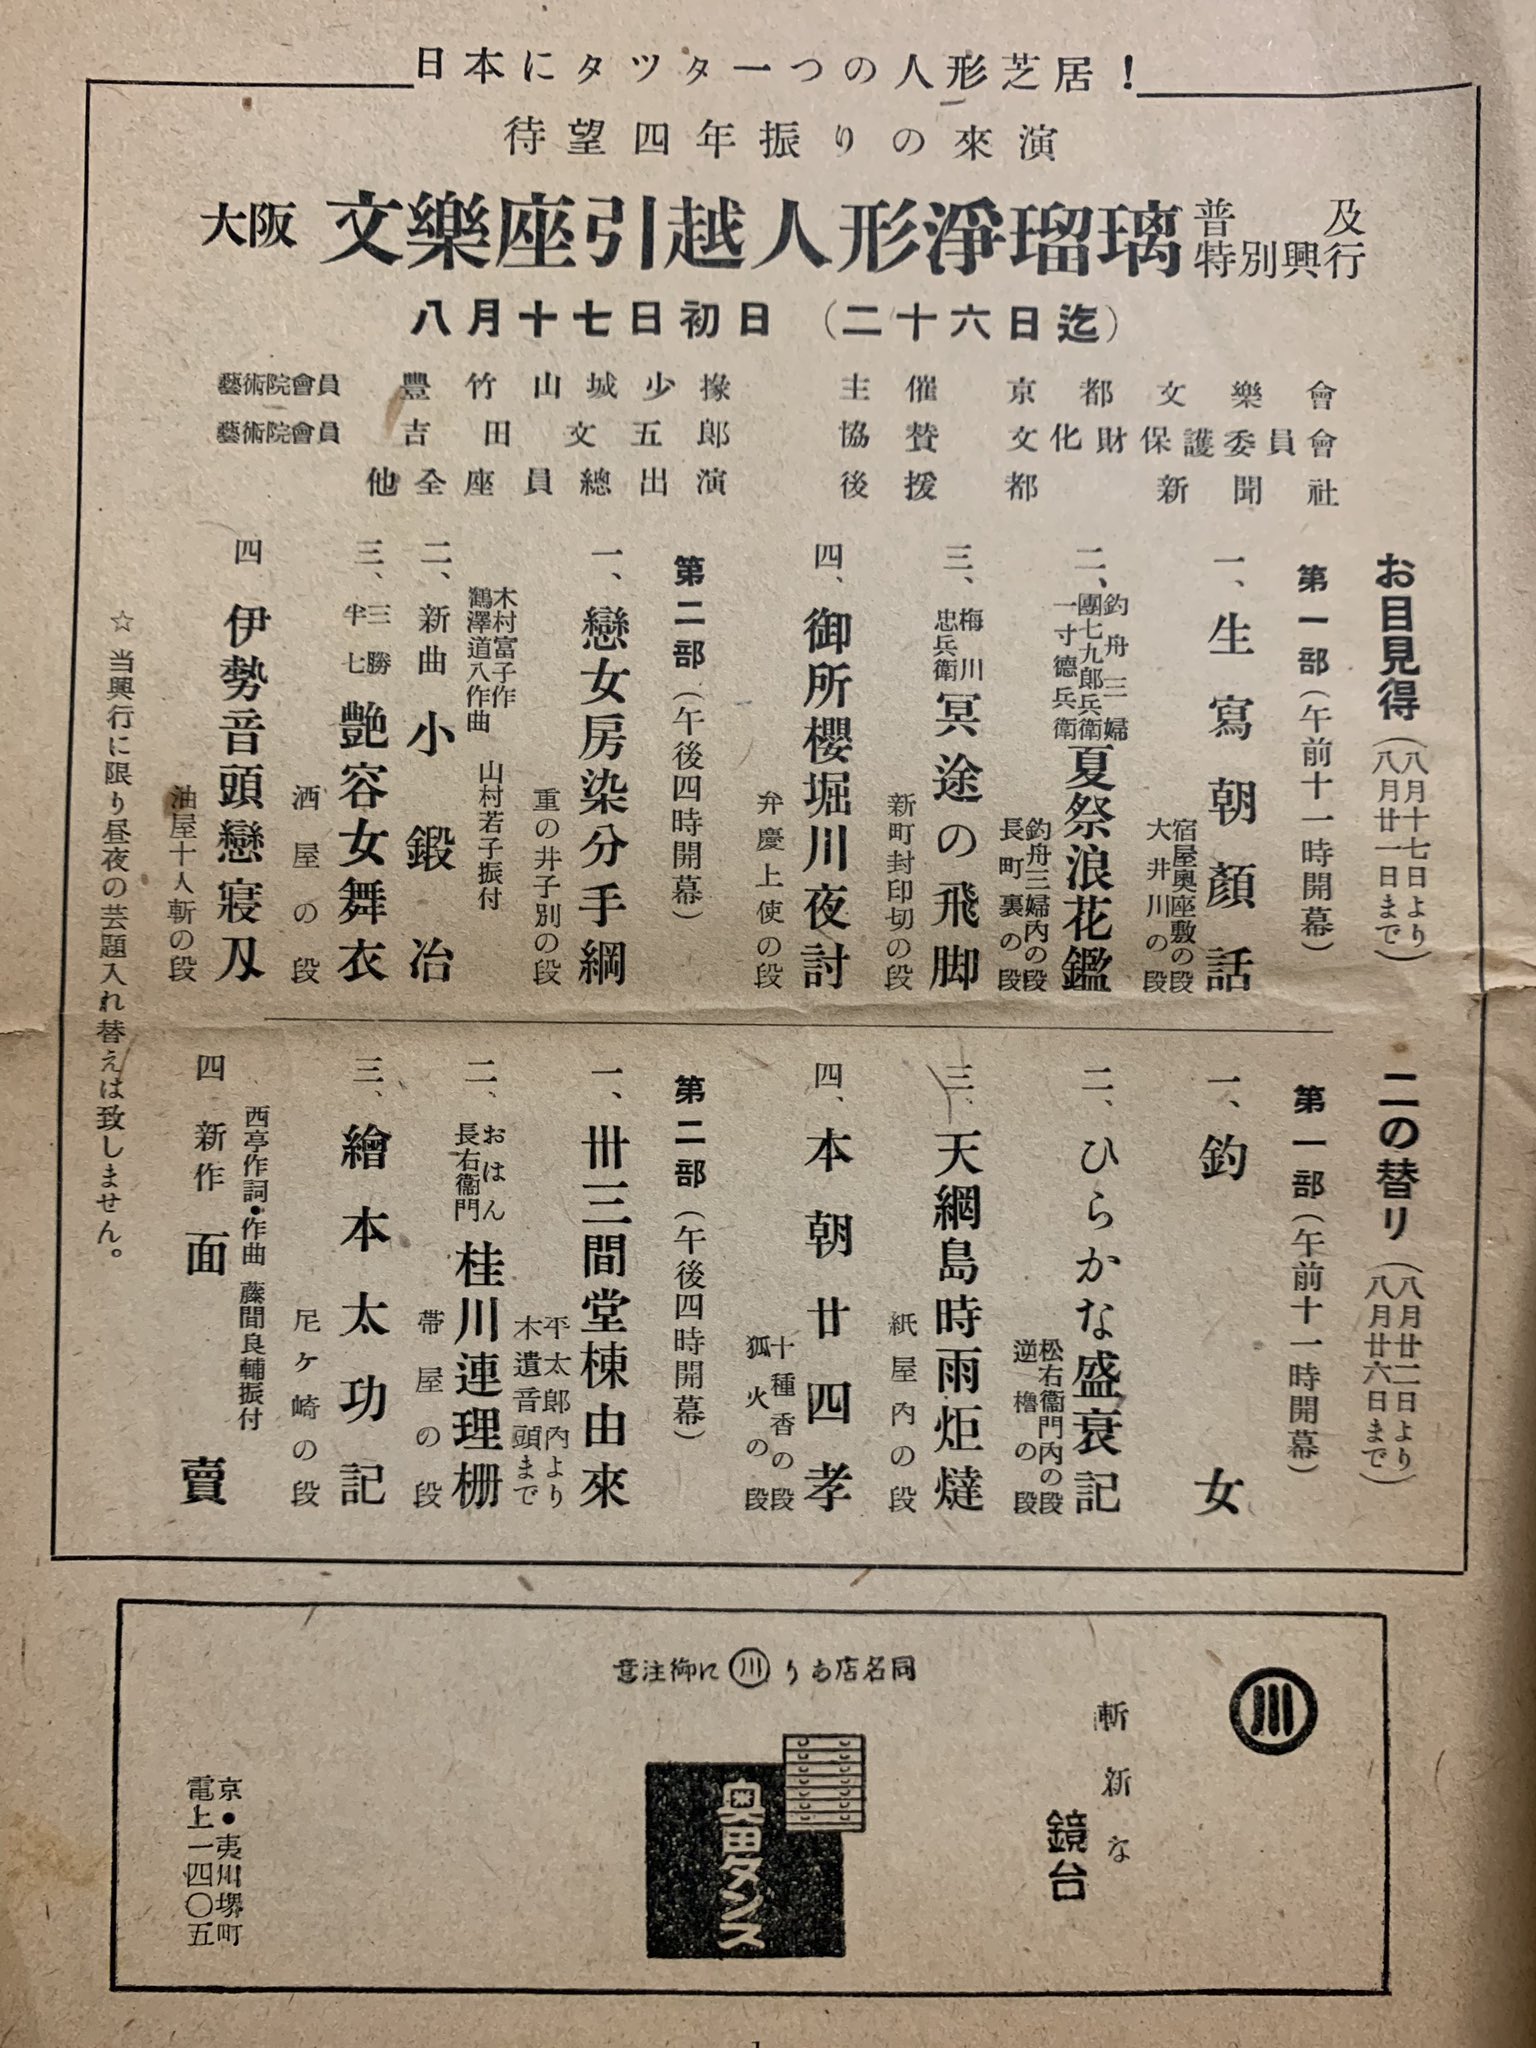 日本にタツター つの人形芝居！
待望四年振りの來演
大阪 文樂座引越人形淨瑠璃 普及特別興行
八月十七日初日（二十六日迄）
藝術院會員 豐竹山城少掾
藝術院會員 吉田文五郎
他全座員總出演
主催 京都文樂會
協賛 文化財保護委員會
後援 都新聞社
お目見得（八月十七日より八月廿一日まで）
第一部（午前十一時開幕）
一、生寫朝顏話
宿屋奧座敷の段
大井川の段
二、釣舟三婦 團七九郎兵衛 一寸德兵衛 夏祭浪花鑑
釣舟三婦内の段
長町裏の段
三、梅川 忠兵衛 冥途の飛脚
新町封印切の段
四、御所櫻堀川夜討
弁慶上使の段
第二部（午後四時開幕）
一、戀女房染分手綱
重の井子別の段
木村富子作
鶴澤道八作曲 山村若子振付
二、新曲 小鍛冶
三、三勝 半七 艶容女舞衣
酒屋の段
四 伊勢音頭戀寢刄
油屋十人斬の段
☆当興行に限り昼夜の芸題入れ替えは致しません。
二の替り（八月廿二日より八月廿六日まで）
第一部（午前十一時開幕）
一、釣女
二、ひらかな盛衰記
松右衞門内の段
逆櫓の段
三、天網島時雨炬燵
紙屋内の段
四、本朝廿四孝
十種香の段
狐火の段
第二部（午後四時開幕）
一、卅三間堂棟由來
平太郎内より
木遣音頭まで
二、おはん 長右衞門 桂川連理柵
帯屋の段
三、繪本太功記
尼ケ崎の段
西亭作詞・作曲 藤間良輔振付
四 新作 面賣
同名店あり川に御注意
川
斬新な
鏡台
奥田タンス
京・夷川堺町
電上一四〇五